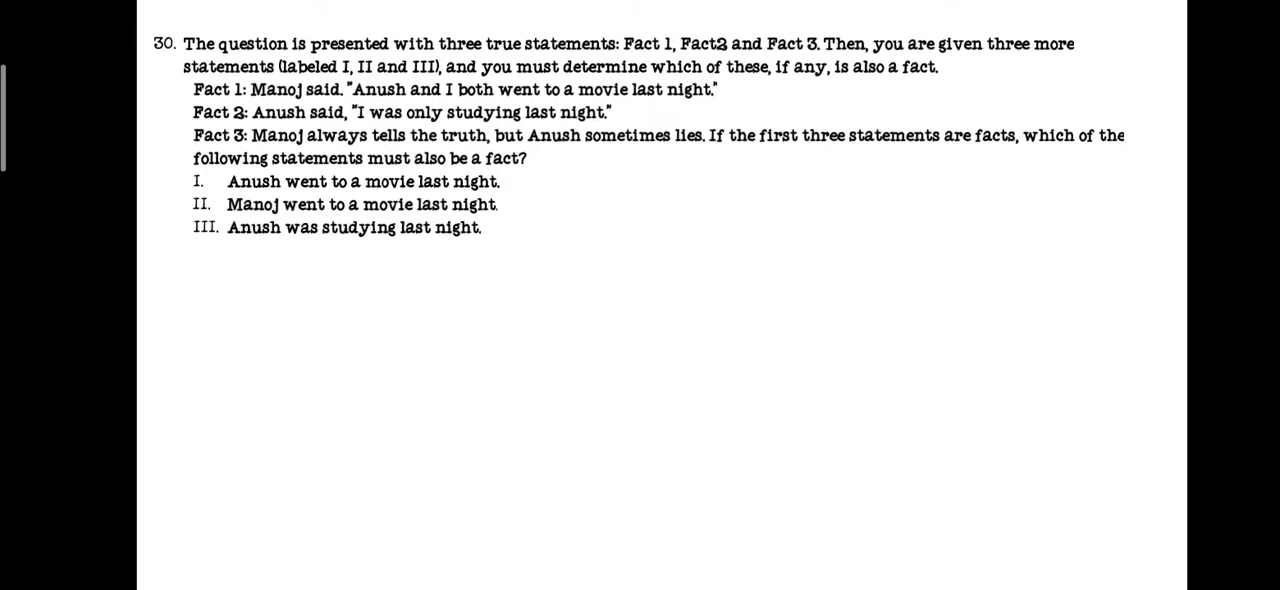 30. The question is presented with three true statements: Fact 1, Fact2 and Fact 3. Then, you are given three more
statements (labeled I, II and III), and you must determine which of these, if any, is also a fact.
Fact 1: Manoj said. "Anush and I both went to a movie last night."
Fact 2: Anush said, "I was only studying last night."
Fact 3: Manoj always tells the truth, but Anush sometimes lies. If the first three statements are facts, which of the
following statements must also be a fact?
I. Anush went to a movie last night.
II. Manoj went to a movie last night.
III. Anush was studying last night.